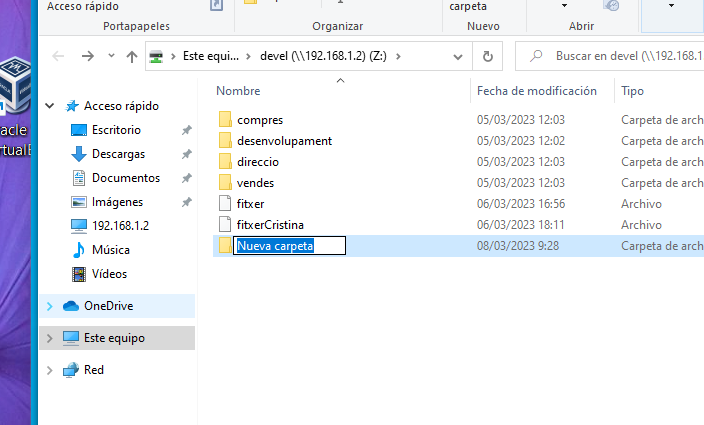 Acceso rápido
carpeta
Portapapeles
Organizar
Nuevo
Abrir
Este equi...
devel (\\192.168.1.2) (Z:)
Buscar en devel (\\192.168.1
Nombre
Fecha de modificación
Tipo
Acceso rápido
Escritorio
Descargas
Documentos
Imágenes
192.168.1.2
Música
Vídeos
OneDrive
Este equipo
Red
compres 05/03/2023 12:03 Carpeta de arch
desenvolupament 05/03/2023 12:02 Carpeta de arch
direccio 05/03/2023 12:03 Carpeta de arch
vendes 05/03/2023 12:03 Carpeta de arch
fitxer 06/03/2023 16:56 Archivo
fitxerCristina 06/03/2023 18:11 Archivo
Nueva carpeta 08/03/2023 9:28 Carpeta de arch
acle